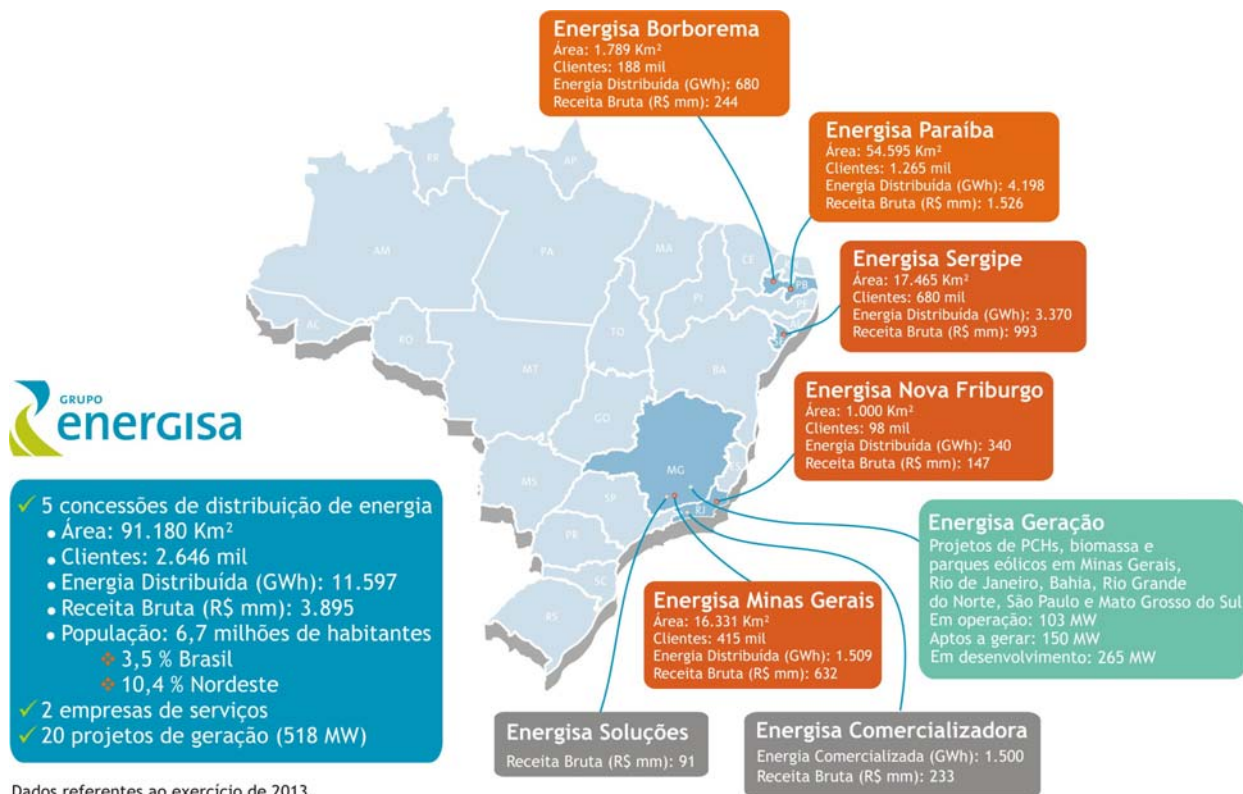 Energisa Borborema
Área: 1.789 Km²
Clientes: 188 mil
Energia Distribuída (GWh): 680
Receita Bruta (R$ mm): 244
Energisa Paraíba
Área: 54.595 Km²
Clientes: 1.265 mil
Energia Distribuída (GWh): 4.198
Receita Bruta (R$ mm): 1.526
Energisa Sergipe
Área: 17.465 Km²
Clientes: 680 mil
Energia Distribuída (GWh): 3.370
Receita Bruta (R$ mm): 993
Energisa Nova Friburgo
Área: 1.000 Km²
Clientes: 98 mil
Energia Distribuída (GWh): 340
Receita Bruta (R$ mm): 147
RR
AP
AM
PA
MA
CE
PB
PE
AL
SE
PI
AC
RO
TO
MT
BA
GO
MG
ES
MS
SP
RJ
PR
SC
RS
GRUPO
energisa
✓ 5 concessões de distribuição de energia
• Área: 91.180 Km²
• Clientes: 2.646 mil
• Energia Distribuída (GWh): 11.597
• Receita Bruta (R$ mm): 3.895
• População: 6,7 milhões de habitantes
❖ 3,5 % Brasil
❖ 10,4 % Nordeste
✓ 2 empresas de serviços
✓ 20 projetos de geração (518 MW)
Energisa Geração
Projetos de PCHs, biomassa e
parques eólicos em Minas Gerais,
Rio de Janeiro, Bahia, Rio Grande
do Norte, São Paulo e Mato Grosso do Sul
Em operação: 103 MW
Aptos a gerar: 150 MW
Em desenvolvimento: 265 MW
Energisa Minas Gerais
Área: 16.331 Km²
Clientes: 415 mil
Energia Distribuída (GWh): 1.509
Receita Bruta (R$ mm): 632
Energisa Soluções
Receita Bruta (R$ mm): 91
Energisa Comercializadora
Energia Comercializada (GWh): 1.500
Receita Bruta (R$ mm): 233
Dados referentes ao exercício de 2013